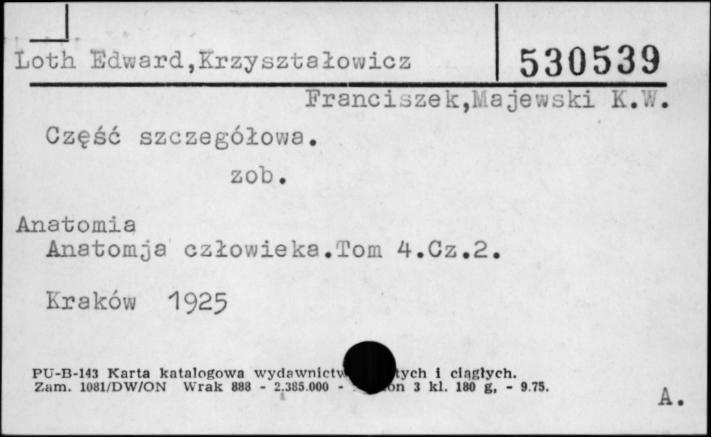 Loth Edward,Krzyształowicz
530539
Franciszek,Majewski K.W.
Część szczegółowa.
zob.
Anatomia
Anatomja człowieka.Tom 4.Cz.2.
Kraków 1925
PU-B-143 Karta katalogowa wydawnictw tych i ciągłych.
Zam. 1081/DW/ON Wrak 888 - 2.385.000 - on 3 kl. 180 g, - 9.75.
A.